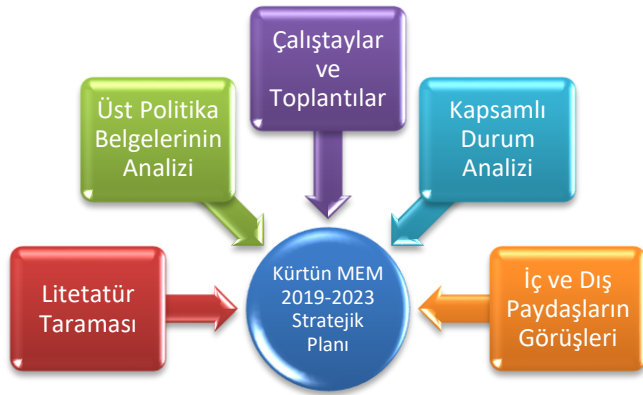 Çalıştaylar
ve
Toplantılar
Üst Politika
Belgelerinin
Analizi
Kapsamlı
Durum
Analizi
Litetatür
Taraması
Kürtün MEM
2019-2023
Stratejik
Planı
İç ve Dış
Paydaşların
Görüşleri